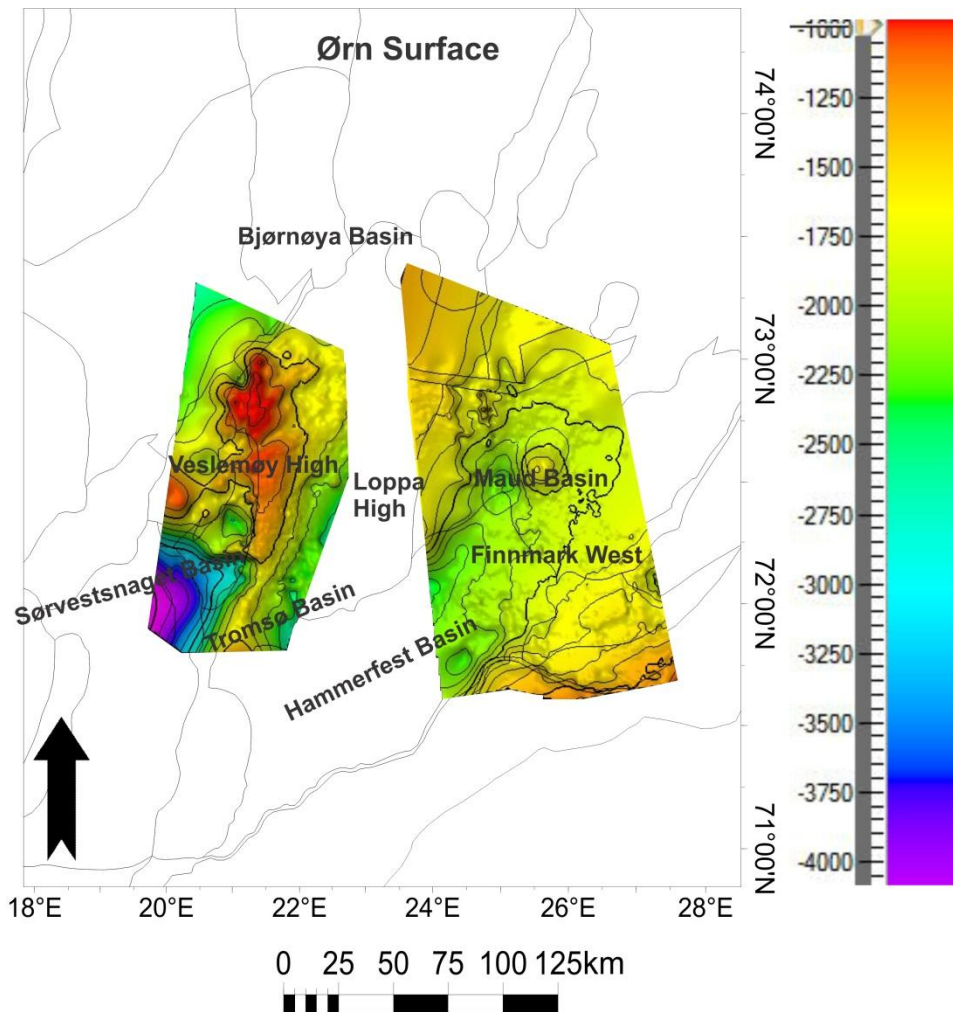 Ørn Surface
Bjørnøya Basin
Veslemøy High
Loppa
High
Maud Basin
Finnmark West
Sørvestsnaget Basin
Tromsø Basin
Hammerfest Basin
74°00'N
73°00'N
72°00'N
71°00'N
18°E 20°E 22°E 24°E 26°E 28°E
0 25 50 75 100 125km
-1000
-1250
-1500
-1750
-2000
-2250
-2500
-2750
-3000
-3250
-3500
-3750
-4000